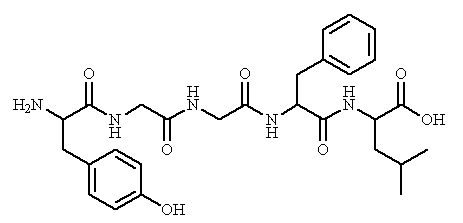 O O O
H H
H₂N N N
N N OH
H H
O O
OH